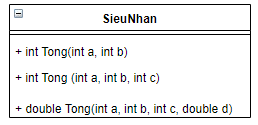 SieuNhan
+ int Tong(int a, int b)
+ int Tong (int a, int b, int c)
+ double Tong(int a, int b, int c, double d)